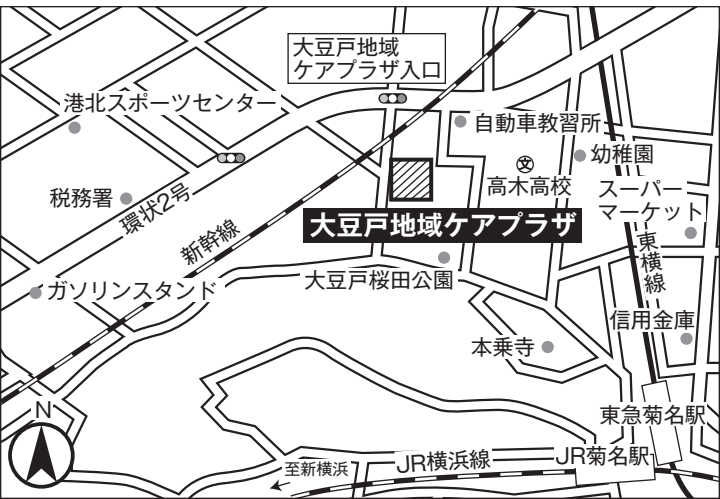 大豆戸地域
ケアプラザ入口
港北スポーツセンター
自動車教習所
幼稚園
文
高木高校
税務署
環状2号
スーパー
マーケット
新幹線
大豆戸地域ケアプラザ
東横線
大豆戸桜田公園
ガソリンスタンド
信用金庫
本乗寺
N
東急菊名駅
JR菊名駅
JR横浜線
至新横浜